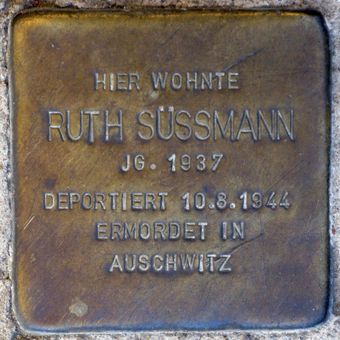 HIER WOHNTE
RUTH SÜSSMANN
JG. 1937
DEPORTIERT 10.8.1944
ERMORDET IN
AUSCHWITZ